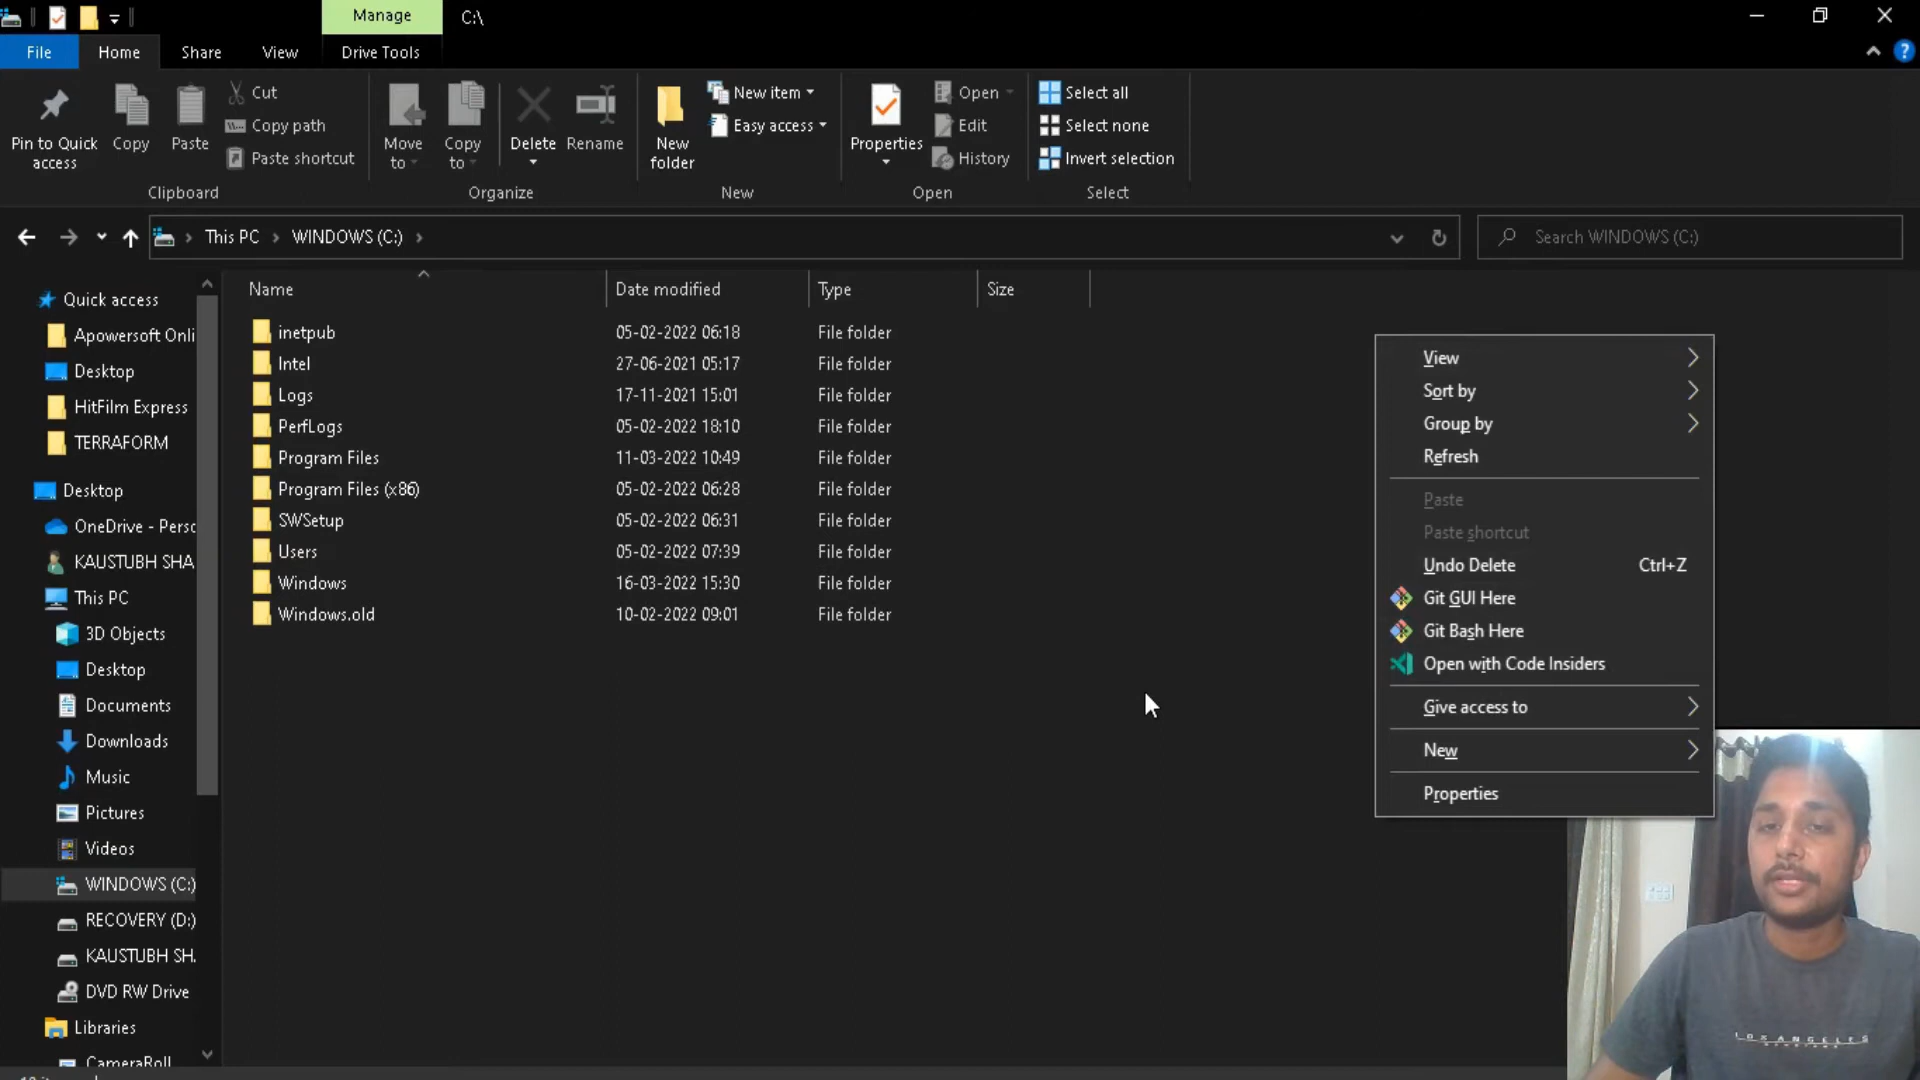 Manage
C:\
File
Home
Share
View
Drive Tools
Pin to Quick access
Copy
Paste
Cut
Copy path
Paste shortcut
Clipboard
Move to
Copy to
Delete
Rename
Organize
New folder
New item
Easy access
New
Properties
Open
Edit
History
Open
Select all
Select none
Invert selection
Select
This PC
WINDOWS (C:)
Search WINDOWS (C:)
Name
Date modified
Type
Size
inetpub 05-02-2022 06:18 File folder
Intel 27-06-2021 05:17 File folder
Logs 17-11-2021 15:01 File folder
PerfLogs 05-02-2022 18:10 File folder
Program Files 11-03-2022 10:49 File folder
Program Files (x86) 05-02-2022 06:28 File folder
SWSetup 05-02-2022 06:31 File folder
Users 05-02-2022 07:39 File folder
Windows 16-03-2022 15:30 File folder
Windows.old 10-02-2022 09:01 File folder
Quick access
Apowersoft Onli
Desktop
HitFilm Express
TERRAFORM
Desktop
OneDrive - Perso
KAUSTUBH SHA
This PC
3D Objects
Desktop
Documents
Downloads
Music
Pictures
Videos
WINDOWS (C:)
RECOVERY (D:)
KAUSTUBH SH.
DVD RW Drive
Libraries
CameraRoll
View
Sort by
Group by
Refresh
Paste
Paste shortcut
Undo Delete Ctrl+Z
Git GUI Here
Git Bash Here
Open with Code Insiders
Give access to
New
Properties
LOS ANGELES